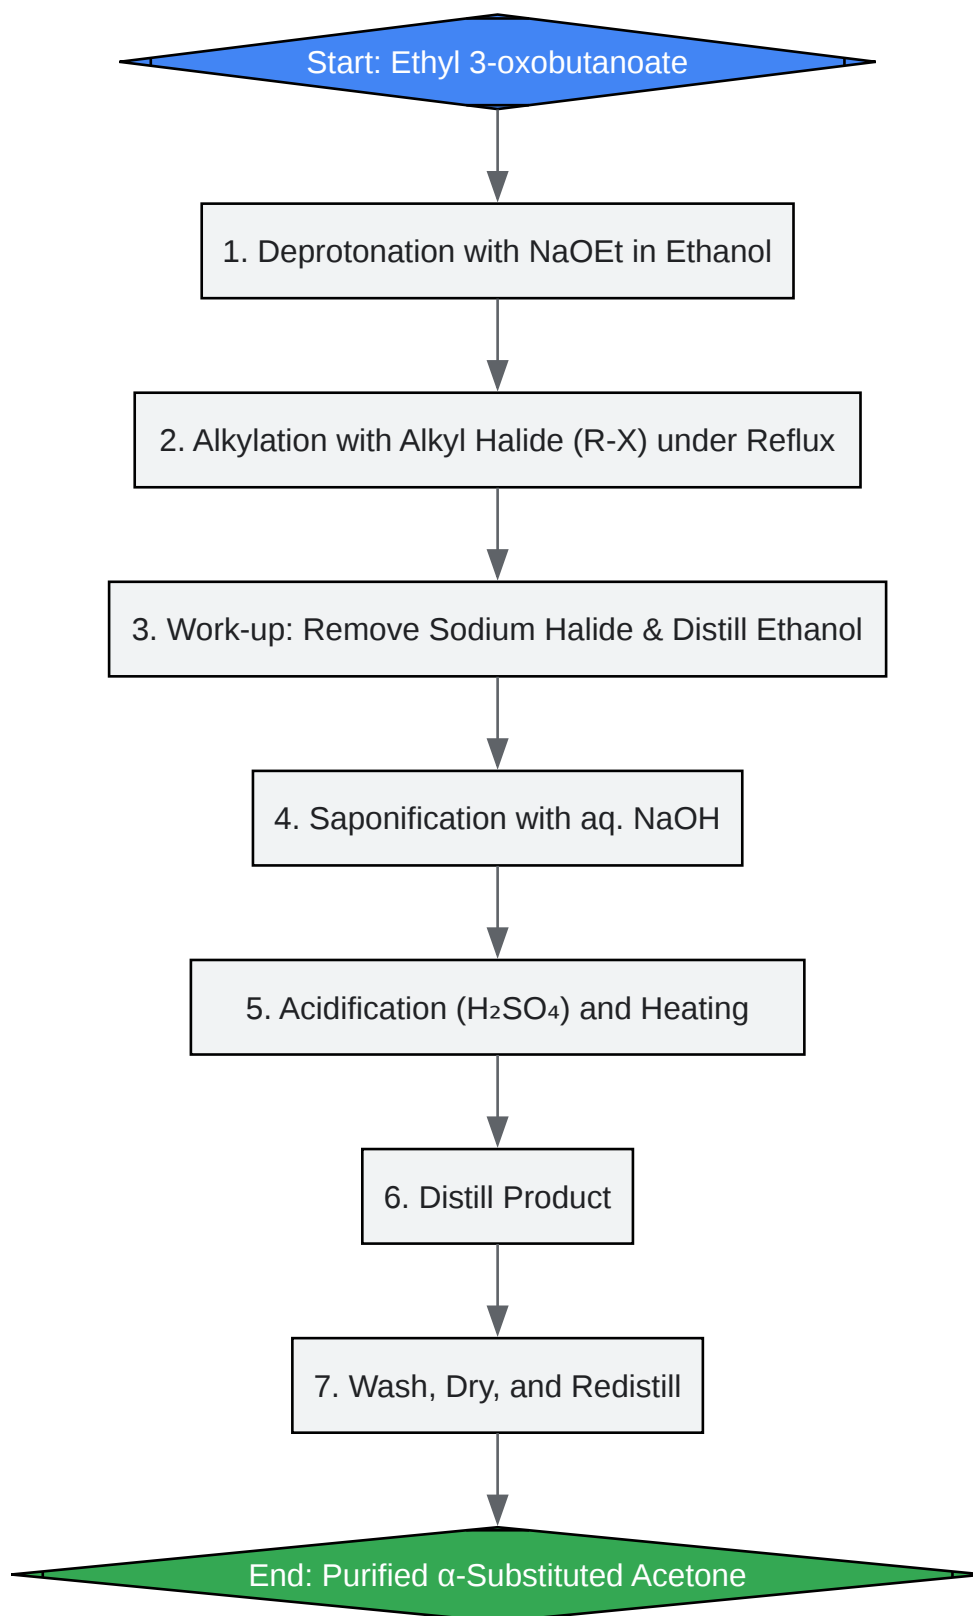 Start: Ethyl 3-oxobutanoate
1. Deprotonation with NaOEt in Ethanol
2. Alkylation with Alkyl Halide (R-X) under Reflux
3. Work-up: Remove Sodium Halide & Distill Ethanol
4. Saponification with aq. NaOH
5. Acidification (H₂SO₄) and Heating
6. Distill Product
7. Wash, Dry, and Redistill
End: Purified α-Substituted Acetone